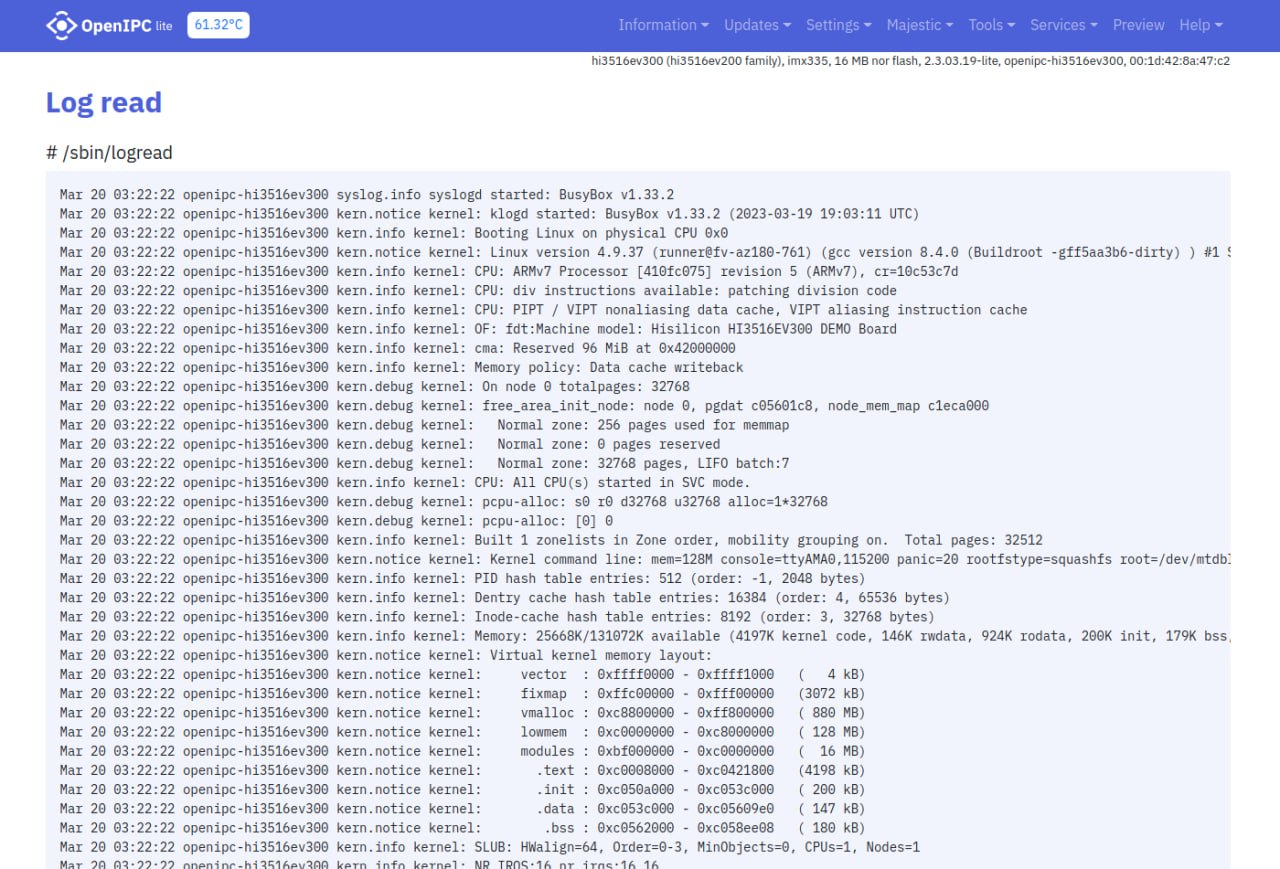 OpenIPC lite 61.32°C Information Updates Settings Majestic Tools Services Preview Help
hi3516ev300 (hi3516ev200 family), imx335, 16 MB nor flash, 2.3.03.19-lite, openipc-hi3516ev300, 00:1d:42:8a:47:c2
Log read
# /sbin/logread
Mar 20 03:22:22 openipc-hi3516ev300 syslog.info syslogd started: BusyBox v1.33.2
Mar 20 03:22:22 openipc-hi3516ev300 kern.notice kernel: klogd started: BusyBox v1.33.2 (2023-03-19 19:03:11 UTC)
Mar 20 03:22:22 openipc-hi3516ev300 kern.info kernel: Booting Linux on physical CPU 0x0
Mar 20 03:22:22 openipc-hi3516ev300 kern.notice kernel: Linux version 4.9.37 (runner@fv-az180-761) (gcc version 8.4.0 (Buildroot -gff5aa3b6-dirty) ) #1
Mar 20 03:22:22 openipc-hi3516ev300 kern.info kernel: CPU: ARMv7 Processor [410fc075] revision 5 (ARMv7), cr=10c53c7d
Mar 20 03:22:22 openipc-hi3516ev300 kern.info kernel: CPU: div instructions available: patching division code
Mar 20 03:22:22 openipc-hi3516ev300 kern.info kernel: CPU: PIPT / VIPT nonaliasing data cache, VIPT aliasing instruction cache
Mar 20 03:22:22 openipc-hi3516ev300 kern.info kernel: OF: fdt:Machine model: Hisilicon HI3516EV300 DEMO Board
Mar 20 03:22:22 openipc-hi3516ev300 kern.info kernel: cma: Reserved 96 MiB at 0x42000000
Mar 20 03:22:22 openipc-hi3516ev300 kern.info kernel: Memory policy: Data cache writeback
Mar 20 03:22:22 openipc-hi3516ev300 kern.debug kernel: On node 0 totalpages: 32768
Mar 20 03:22:22 openipc-hi3516ev300 kern.debug kernel: free_area_init_node: node 0, pgdat c05601c8, node_mem_map c1eca000
Mar 20 03:22:22 openipc-hi3516ev300 kern.debug kernel:   Normal zone: 256 pages used for memmap
Mar 20 03:22:22 openipc-hi3516ev300 kern.debug kernel:   Normal zone: 0 pages reserved
Mar 20 03:22:22 openipc-hi3516ev300 kern.debug kernel:   Normal zone: 32768 pages, LIFO batch:7
Mar 20 03:22:22 openipc-hi3516ev300 kern.info kernel: CPU: All CPU(s) started in SVC mode.
Mar 20 03:22:22 openipc-hi3516ev300 kern.debug kernel: pcpu-alloc: s0 r0 d32768 u32768 alloc=1*32768
Mar 20 03:22:22 openipc-hi3516ev300 kern.debug kernel: pcpu-alloc: [0] 0
Mar 20 03:22:22 openipc-hi3516ev300 kern.info kernel: Built 1 zonelists in Zone order, mobility grouping on.  Total pages: 32512
Mar 20 03:22:22 openipc-hi3516ev300 kern.notice kernel: Kernel command line: mem=128M console=ttyAMA0,115200 panic=20 rootfstype=squashfs root=/dev/mtdbl
Mar 20 03:22:22 openipc-hi3516ev300 kern.info kernel: PID hash table entries: 512 (order: -1, 2048 bytes)
Mar 20 03:22:22 openipc-hi3516ev300 kern.info kernel: Dentry cache hash table entries: 16384 (order: 4, 65536 bytes)
Mar 20 03:22:22 openipc-hi3516ev300 kern.info kernel: Inode-cache hash table entries: 8192 (order: 3, 32768 bytes)
Mar 20 03:22:22 openipc-hi3516ev300 kern.info kernel: Memory: 25668K/131072K available (4197K kernel code, 146K rwdata, 924K rodata, 200K init, 179K bss,
Mar 20 03:22:22 openipc-hi3516ev300 kern.notice kernel: Virtual kernel memory layout:
Mar 20 03:22:22 openipc-hi3516ev300 kern.notice kernel:     vector  : 0xffff0000 - 0xffff1000   (   4 kB)
Mar 20 03:22:22 openipc-hi3516ev300 kern.notice kernel:     fixmap  : 0xffc00000 - 0xfff00000   (3072 kB)
Mar 20 03:22:22 openipc-hi3516ev300 kern.notice kernel:     vmalloc : 0xc8800000 - 0xff800000   ( 880 MB)
Mar 20 03:22:22 openipc-hi3516ev300 kern.notice kernel:     lowmem  : 0xc0000000 - 0xc8000000   ( 128 MB)
Mar 20 03:22:22 openipc-hi3516ev300 kern.notice kernel:     modules : 0xbf000000 - 0xc0000000   (  16 MB)
Mar 20 03:22:22 openipc-hi3516ev300 kern.notice kernel:       .text : 0xc0008000 - 0xc0421800   (4198 kB)
Mar 20 03:22:22 openipc-hi3516ev300 kern.notice kernel:       .init : 0xc050a000 - 0xc053c000   ( 200 kB)
Mar 20 03:22:22 openipc-hi3516ev300 kern.notice kernel:       .data : 0xc053c000 - 0xc05609e0   ( 147 kB)
Mar 20 03:22:22 openipc-hi3516ev300 kern.notice kernel:        .bss : 0xc0562000 - 0xc058ee08   ( 180 kB)
Mar 20 03:22:22 openipc-hi3516ev300 kern.info kernel: SLUB: HWalign=64, Order=0-3, MinObjects=0, CPUs=1, Nodes=1
Mar 20 03:22:22 openipc-hi3516ev300 kern.info kernel: NR_IRQS:16 nr_irqs:16 16